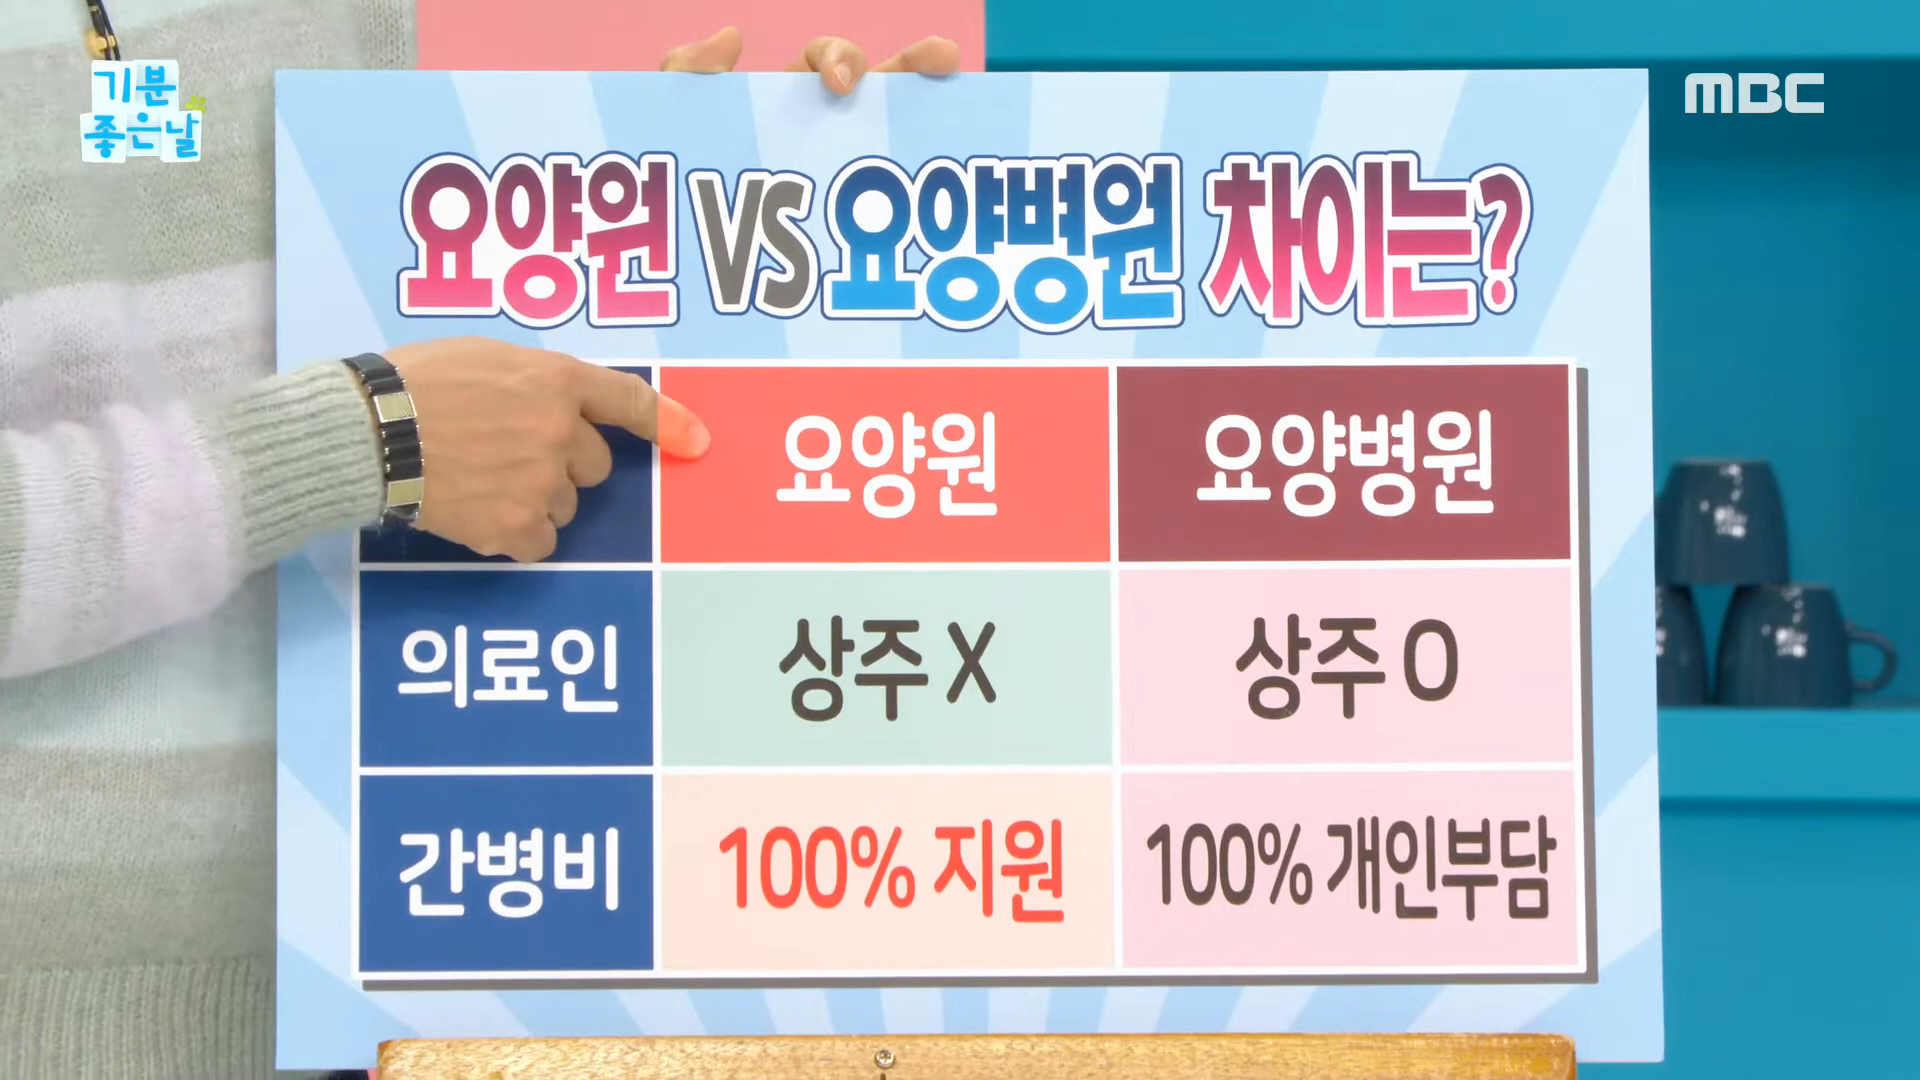 기분
좋은날
MBC
요양원 VS 요양병원 차이는?
요양원 요양병원
의료인 상주 X 상주 O
간병비 100% 지원 100% 개인부담